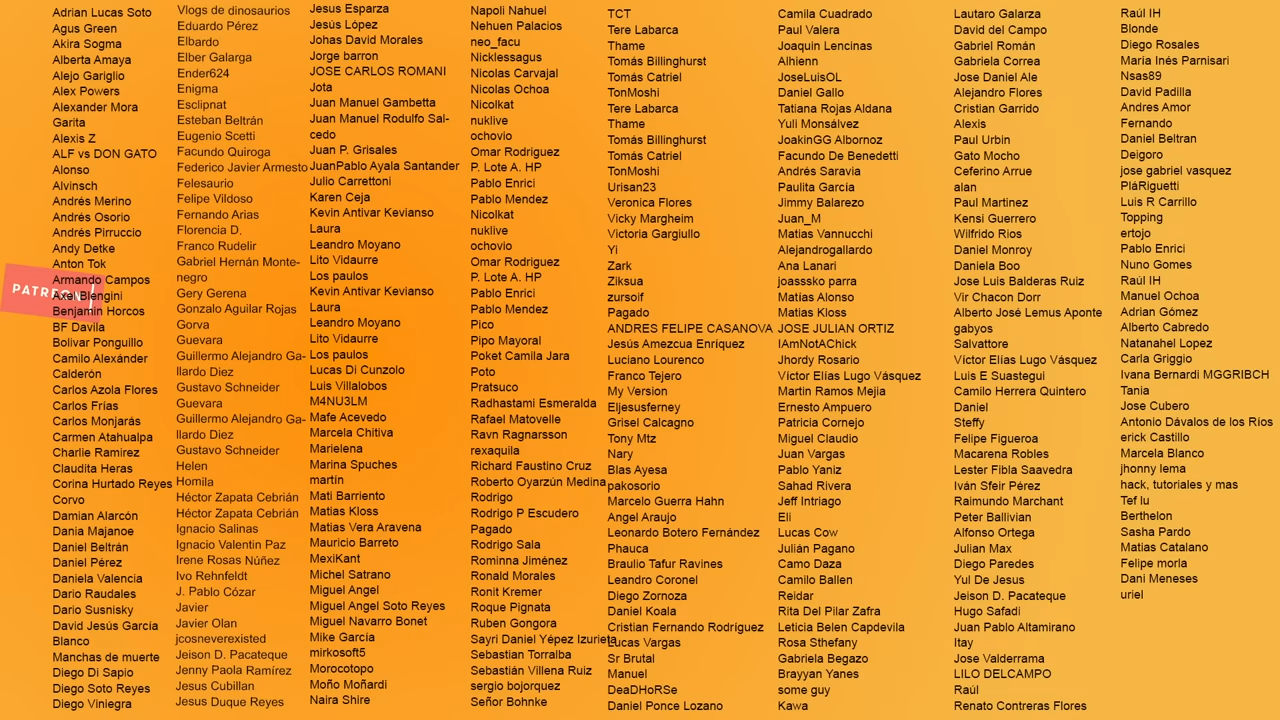 Adrian Lucas Soto
Agus Green
Akira Sogma
Alberta Amaya
Alejo Gariglio
Alex Powers
Alexander Mora
Garita
Alexis Z
ALF vs DON GATO
Alonso
Alvinsch
Andrés Merino
Andrés Osorio
Andrés Pirruccio
Andy Detke
Anton Tok
Armando Campos
PATREON
Axel Blengini
Benjamin Horcos
BF Davila
Bolivar Ponguillo
Camilo Alexánder
Calderón
Carlos Azola Flores
Carlos Frías
Carlos Monjarás
Carmen Atahualpa
Charlie Ramirez
Claudita Heras
Corina Hurtado Reyes
Corvo
Damian Alarcón
Dania Majanoe
Daniel Beltrán
Daniel Pérez
Daniela Valencia
Dario Raudales
Dario Susnisky
David Jesús García
Blanco
Manchas de muerte
Diego Di Sapio
Diego Soto Reyes
Diego Viniegra
Vlogs de dinosaurios
Eduardo Pérez
Elbardo
Elber Galarga
Ender624
Enigma
Esclipnat
Esteban Beltrán
Eugenio Scetti
Facundo Quiroga
Federico Javier Armesto
Felesaurio
Felipe Vildoso
Fernando Arias
Florencia D.
Franco Rudelir
Gabriel Hernán Monte-
negro
Gery Gerena
Gonzalo Aguilar Rojas
Gorva
Guevara
Guillermo Alejandro Ga-
llardo Diez
Gustavo Schneider
Guevara
Guillermo Alejandro Ga-
llardo Diez
Gustavo Schneider
Helen
Homila
Héctor Zapata Cebrián
Héctor Zapata Cebrián
Ignacio Salinas
Ignacio Valentin Paz
Irene Rosas Núñez
Ivo Rehnfeldt
J. Pablo Cózar
Javier
Javier Olan
jcosneverexisted
Jeison D. Pacateque
Jenny Paola Ramírez
Jesus Cubillan
Jesus Duque Reyes
Jesus Esparza
Jesús López
Johas David Morales
Jorge barron
JOSE CARLOS ROMANI
Jota
Juan Manuel Gambetta
Juan Manuel Rodulfo Sal-
cedo
Juan P. Grisales
JuanPablo Ayala Santander
Julio Carrettoni
Karen Ceja
Kevin Antivar Kevianso
Laura
Leandro Moyano
Lito Vidaurre
Los paulos
Kevin Antivar Kevianso
Laura
Leandro Moyano
Lito Vidaurre
Los paulos
Lucas Di Cunzolo
Luis Villalobos
M4NU3LM
Mafe Acevedo
Marcela Chitiva
Marielena
Marina Spuches
martín
Mati Barriento
Matias Kloss
Matias Vera Aravena
Mauricio Barreto
MexiKant
Michel Satrano
Miguel Angel
Miguel Angel Soto Reyes
Miguel Navarro Bonet
Mike García
mirkosoft5
Morocotopo
Moño Moñardi
Naira Shire
Napoli Nahuel
Nehuen Palacios
neo_facu
Nicklessagus
Nicolas Carvajal
Nicolas Ochoa
Nicolkat
nuklive
ochovio
Omar Rodriguez
P. Lote A. HP
Pablo Enrici
Pablo Mendez
Nicolkat
nuklive
ochovio
Omar Rodriguez
P. Lote A. HP
Pablo Enrici
Pablo Mendez
Pico
Pipo Mayoral
Poket Camila Jara
Poto
Pratsuco
Radhastami Esmeralda
Rafael Matovelle
Ravn Ragnarsson
rexaquila
Richard Faustino Cruz
Roberto Oyarzún Medina
Rodrigo
Rodrigo P Escudero
Pagado
Rodrigo Sala
Rominna Jiménez
Ronald Morales
Ronit Kremer
Roque Pignata
Ruben Gongora
Sayri Daniel Yépez Izurieta
Sebastian Torralba
Sebastián Villena Ruiz
sergio bojorquez
Señor Bohnke
TCT
Tere Labarca
Thame
Tomás Billinghurst
Tomás Catriel
TonMoshi
Tere Labarca
Thame
Tomás Billinghurst
Tomás Catriel
TonMoshi
Urisan23
Veronica Flores
Vicky Margheim
Victoria Gargiullo
Yi
Zark
Ziksua
zursoif
Pagado
ANDRES FELIPE CASANOVA
Jesús Amezcua Enríquez
Luciano Lourenco
Franco Tejero
My Version
Eljesusferney
Grisel Calcagno
Tony Mtz
Nary
Blas Ayesa
pakosorio
Marcelo Guerra Hahn
Angel Araujo
Leonardo Botero Fernández
Phauca
Braulio Tafur Ravines
Leandro Coronel
Diego Zornoza
Daniel Koala
Cristian Fernando Rodríguez
Lucas Vargas
Sr Brutal
Manuel
DeaDHoRSe
Daniel Ponce Lozano
Camila Cuadrado
Paul Valera
Joaquin Lencinas
Alhienn
JoseLuisOL
Daniel Gallo
Tatiana Rojas Aldana
Yuli Monsálvez
JoakinGG Albornoz
Facundo De Benedetti
Andrés Saravia
Paulita García
Jimmy Balarezo
Juan_M
Matias Vannucchi
Alejandrogallardo
Ana Lanari
joasssko parra
Matias Alonso
Matias Kloss
JOSE JULIAN ORTIZ
IAmNotAChick
Jhordy Rosario
Víctor Elías Lugo Vásquez
Martin Ramos Mejia
Ernesto Ampuero
Patricia Cornejo
Miguel Claudio
Juan Vargas
Pablo Yaniz
Sahad Rivera
Jeff Intriago
Eli
Lucas Cow
Julián Pagano
Camo Daza
Camilo Ballen
Reidar
Rita Del Pilar Zafra
Leticia Belen Capdevila
Rosa Sthefany
Gabriela Begazo
Brayyan Yanes
some guy
Kawa
Lautaro Galarza
David del Campo
Gabriel Román
Gabriela Correa
Jose Daniel Ale
Alejandro Flores
Cristian Garrido
Alexis
Paul Urbin
Gato Mocho
Ceferino Arrue
alan
Paul Martinez
Kensi Guerrero
Wilfrido Rios
Daniel Monroy
Daniela Boo
Jose Luis Balderas Ruiz
Vir Chacon Dorr
Alberto José Lemus Aponte
gabyos
Salvattore
Víctor Elías Lugo Vásquez
Luis E Suastegui
Camilo Herrera Quintero
Daniel
Steffy
Felipe Figueroa
Macarena Robles
Lester Fibla Saavedra
Iván Sfeir Pérez
Raimundo Marchant
Peter Ballivian
Alfonso Ortega
Julian Max
Diego Paredes
Yul De Jesus
Jeison D. Pacateque
Hugo Safadi
Juan Pablo Altamirano
Itay
Jose Valderrama
LILO DELCAMPO
Raúl
Renato Contreras Flores
Raúl IH
Blonde
Diego Rosales
María Inés Parnisari
Nsas89
David Padilla
Andres Amor
Fernando
Daniel Beltran
Deigoro
jose gabriel vasquez
PláRiguetti
Luis R Carrillo
Topping
ertojo
Pablo Enrici
Nuno Gomes
Raúl IH
Manuel Ochoa
Adrian Gómez
Alberto Cabredo
Natanahel Lopez
Carla Griggio
Ivana Bernardi MGGRIBCH
Tania
Jose Cubero
Antonio Dávalos de los Ríos
erick Castillo
Marcela Blanco
jhonny lema
hack, tutoriales y mas
Tef lu
Berthelon
Sasha Pardo
Matias Catalano
Felipe morla
Dani Meneses
uriel